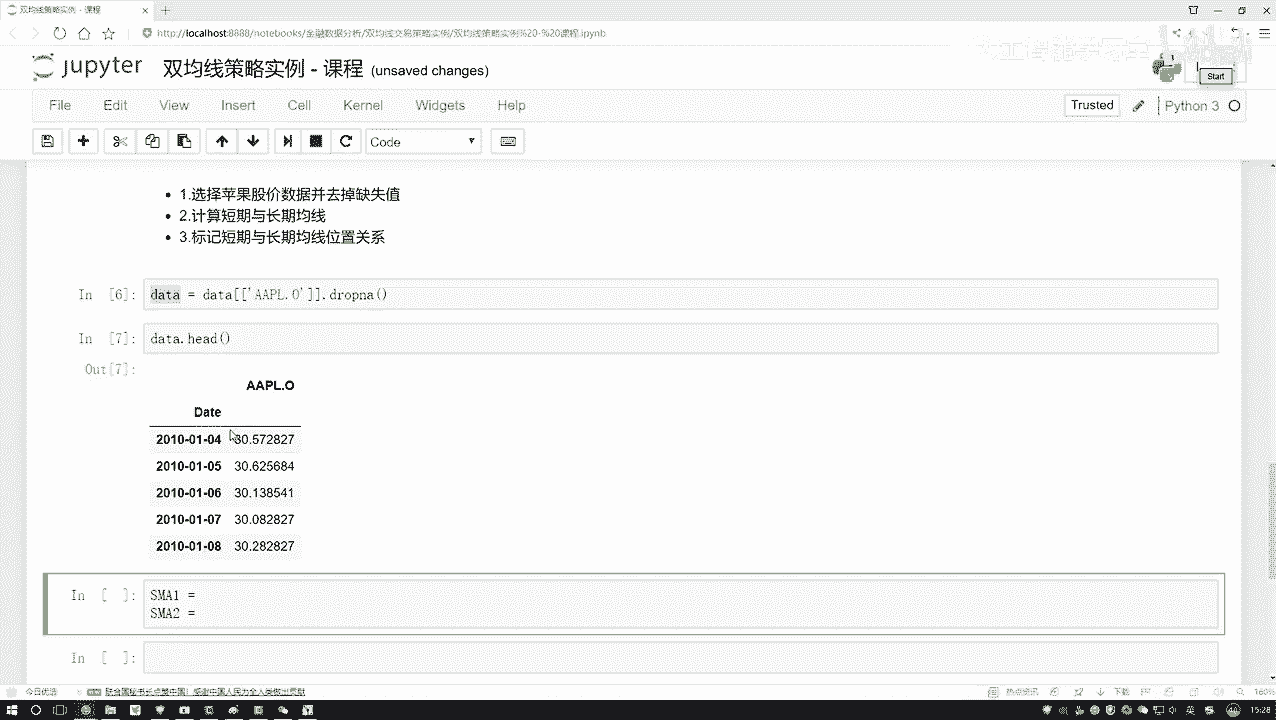 双均线策略实例 - 课程
http://localhost:8888/notebooks/金融数据分析/双均线交易策略实例/双均线策略实例%20-%20课程.ipynb
jupyter 双均线策略实例 - 课程 (unsaved changes)
Start
File Edit View Insert Cell Kernel Widgets Help
Trusted Python 3
Code
1.选择苹果股价数据并去掉缺失值
2.计算短期与长期均线
3.标记短期与长期均线位置关系
In [6]: data = data[['AAPL.O']].dropna()
In [7]: data.head()
Out[7]:
AAPL.O
Date
2010-01-04 30.572827
2010-01-05 30.625684
2010-01-06 30.138541
2010-01-07 30.082827
2010-01-08 30.282827
In [ ]: SMA1 =
SMA2 =
In [ ]:
160%
15:28